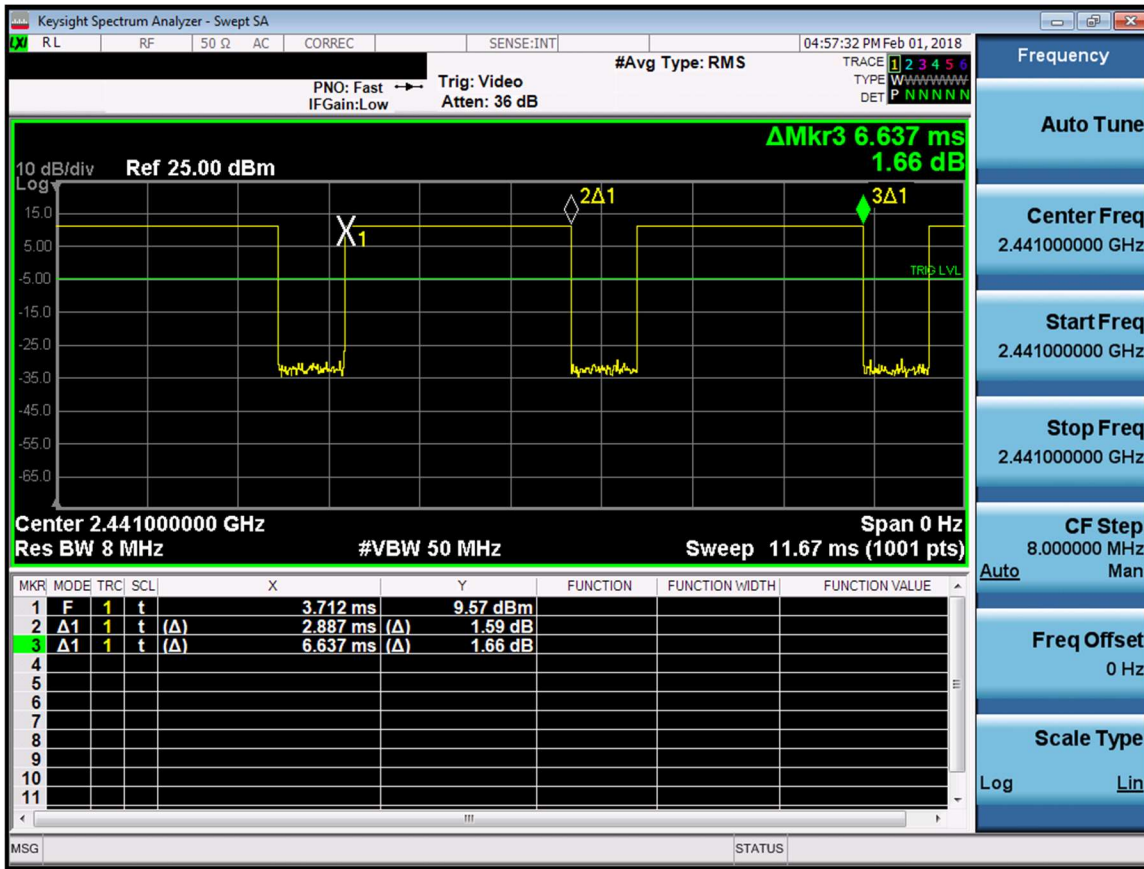 Keysight Spectrum Analyzer - Swept SA
LXI RL RF 50 Ω AC CORREC SENSE:INT 04:57:32 PM Feb 01, 2018
#Avg Type: RMS
TRACE 1 2 3 4 5 6
PNO: Fast Trig: Video TYPE W
IFGain:Low Atten: 36 dB DET P N N N N N
ΔMkr3 6.637 ms
1.66 dB
10 dB/div Ref 25.00 dBm
Log
15.0
5.00
-5.00
-15.0
-25.0
-35.0
-45.0
-55.0
-65.0
X1
2Δ1
3Δ1
TRIG LVL
Center 2.441000000 GHz Span 0 Hz
Res BW 8 MHz #VBW 50 MHz Sweep 11.67 ms (1001 pts)
MKR MODE TRC SCL X Y FUNCTION FUNCTION WIDTH FUNCTION VALUE
1 F 1 t 3.712 ms 9.57 dBm
2 Δ1 1 t (Δ) 2.887 ms (Δ) 1.59 dB
3 Δ1 1 t (Δ) 6.637 ms (Δ) 1.66 dB
4
5
6
7
8
9
10
11
MSG STATUS
Frequency
Auto Tune
Center Freq
2.441000000 GHz
Start Freq
2.441000000 GHz
Stop Freq
2.441000000 GHz
CF Step
8.000000 MHz
Auto Man
Freq Offset
0 Hz
Scale Type
Log Lin